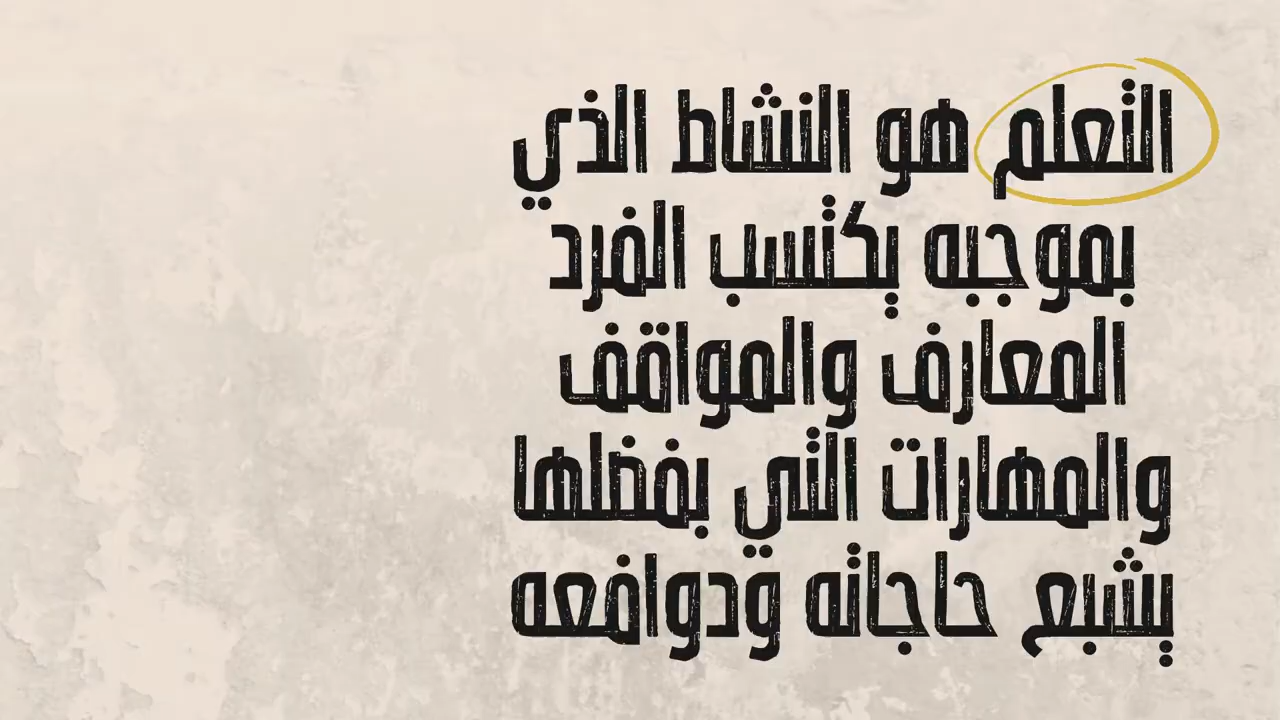 التعلم هو النشاط الذي
بموجبه يكتسب الفرد
المعارف والمواقف
والمهارات التي بفضلها
يشبع حاجاته ودوافعه